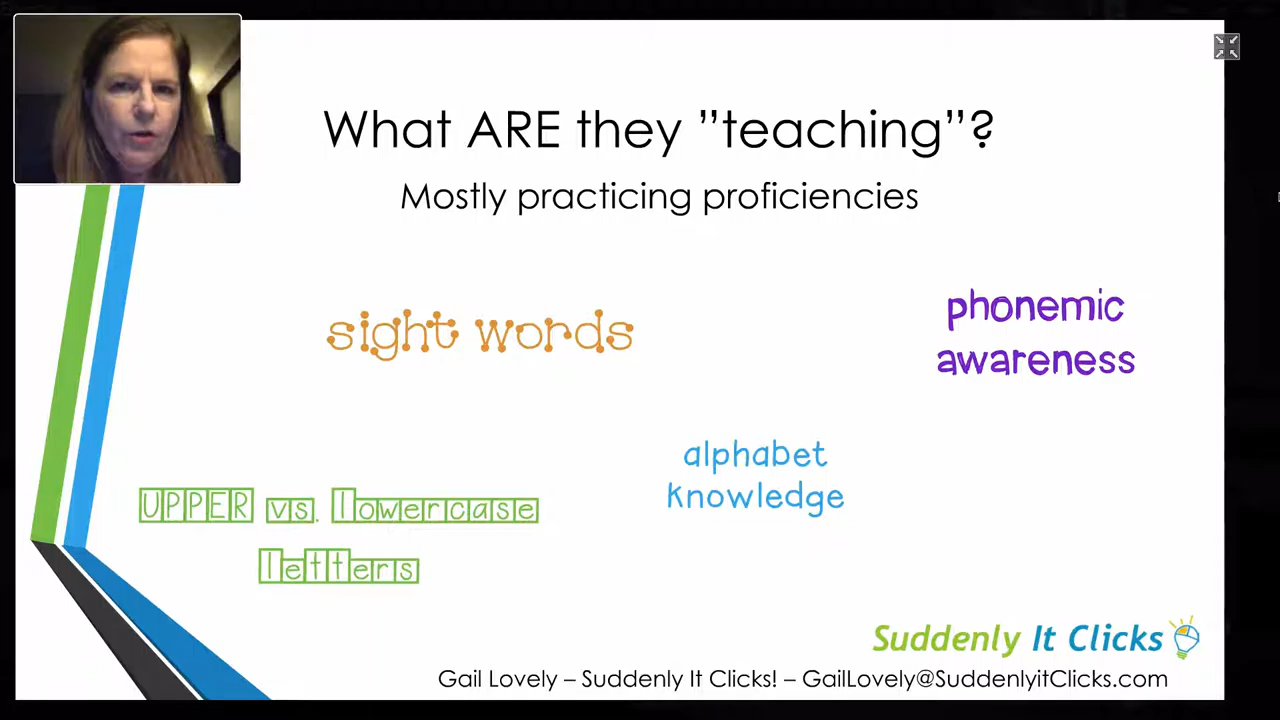 What ARE they ”teaching”?
Mostly practicing proficiencies
sight words
phonemic
awareness
alphabet
knowledge
UPPER vs. lowercase
letters
Suddenly It Clicks
Gail Lovely – Suddenly It Clicks! – GailLovely@SuddenlyitClicks.com